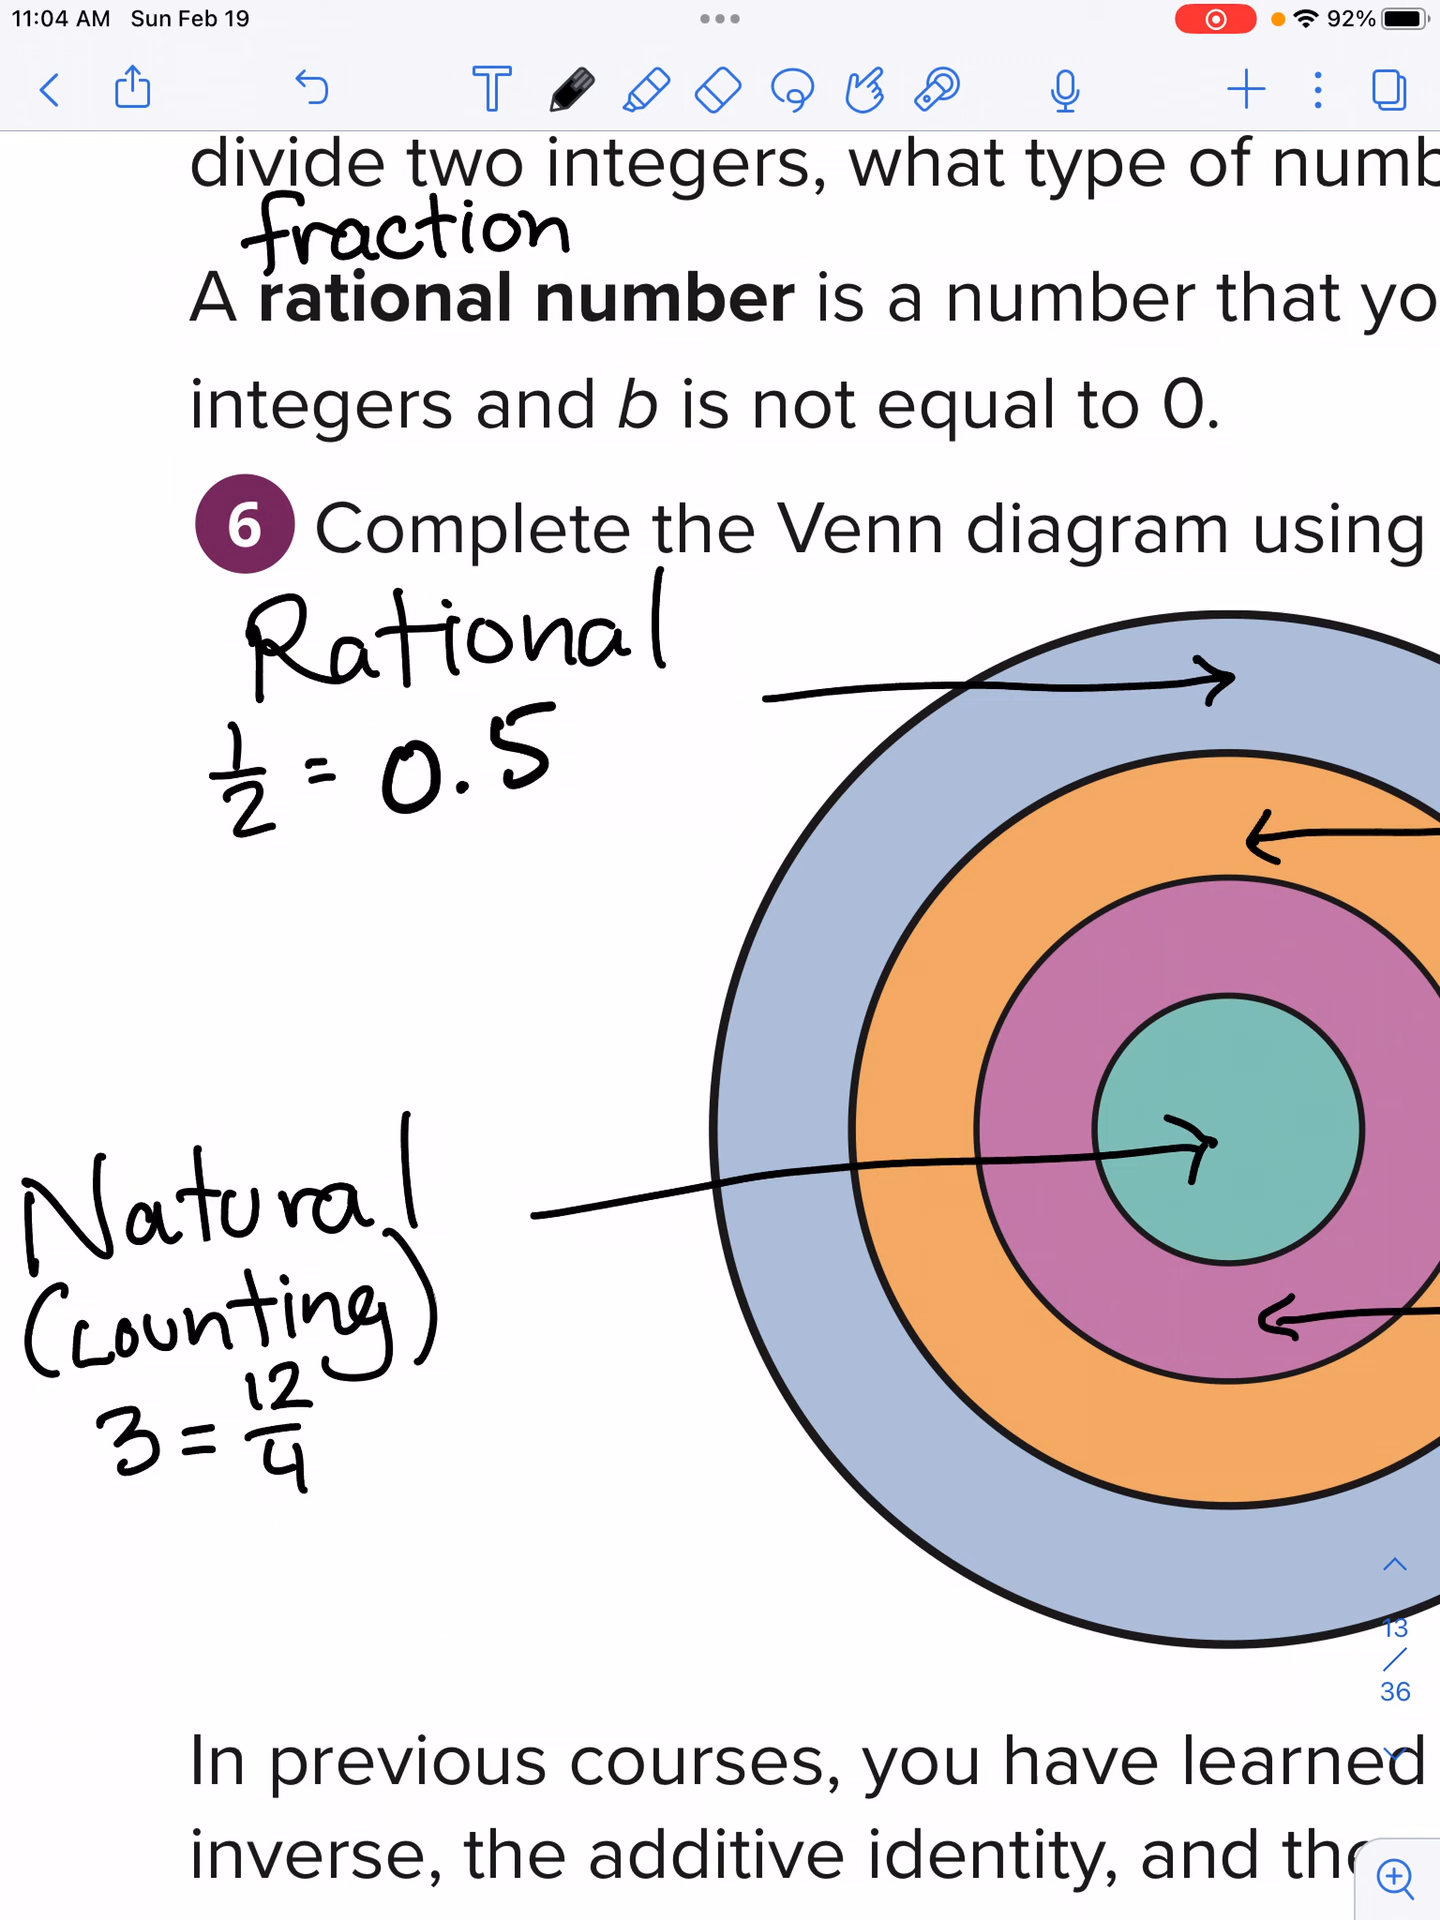 11:04 AM Sun Feb 19
92%
divide two integers, what type of numb
fraction
A rational number is a number that yo
integers and b is not equal to 0.
6 Complete the Venn diagram using
Rational
1/2 = 0.5
Natural
(counting)
3 = 12/4
13
/
36
In previous courses, you have learned
inverse, the additive identity, and the